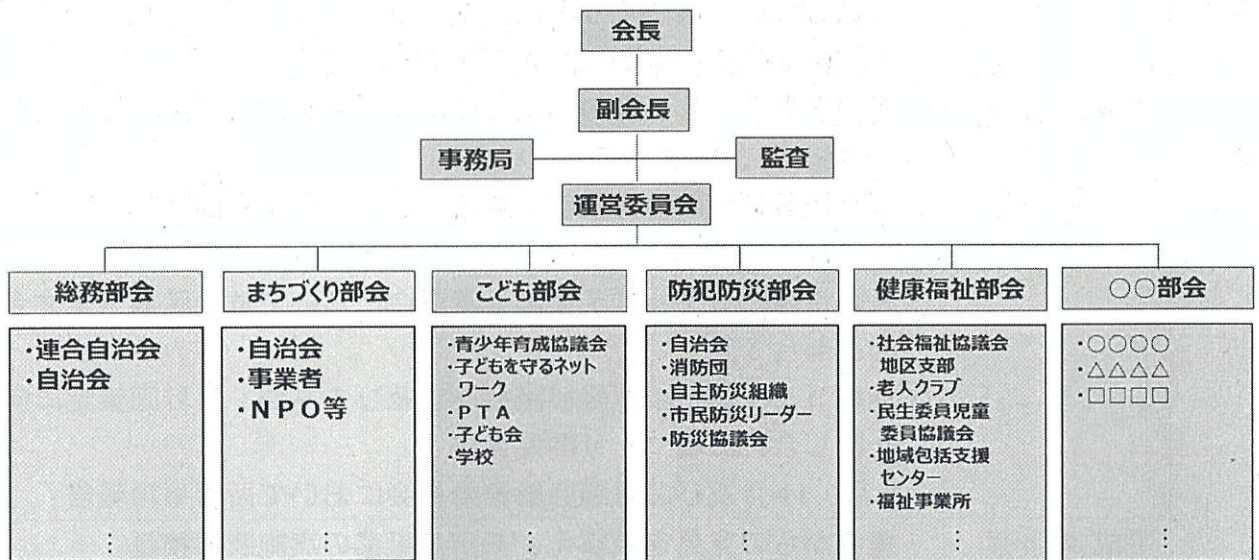 会長
副会長
事務局
監査
運営委員会
総務部会
・連合自治会
・自治会
⋮
まちづくり部会
・自治会
・事業者
・NPO等
⋮
こども部会
・青少年育成協議会
・子どもを守るネット
ワーク
・PTA
・子ども会
・学校
⋮
防犯防災部会
・自治会
・消防団
・自主防災組織
・市民防災リーダー
・防災協議会
⋮
健康福祉部会
・社会福祉協議会
地区支部
・老人クラブ
・民生委員児童
委員協議会
・地域包括支援
センター
・福祉事業所
⋮
○○部会
・○○○○
・△△△△
・□□□□
⋮